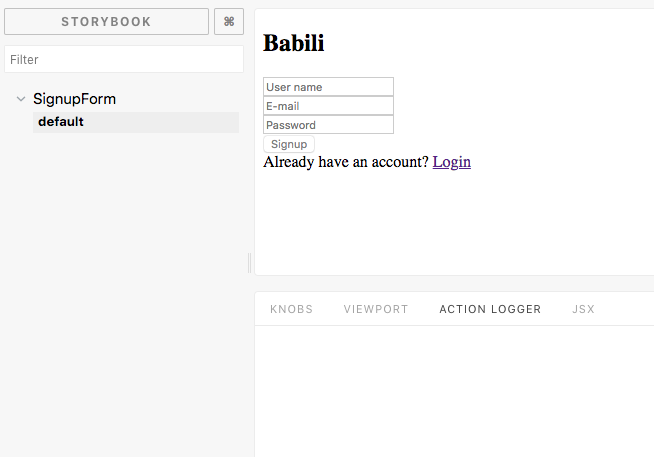 STORYBOOK
⌘
Filter
SignupForm
default
Babili
User name
E-mail
Password
Signup
Already have an account? Login
KNOBS VIEWPORT ACTION LOGGER JSX